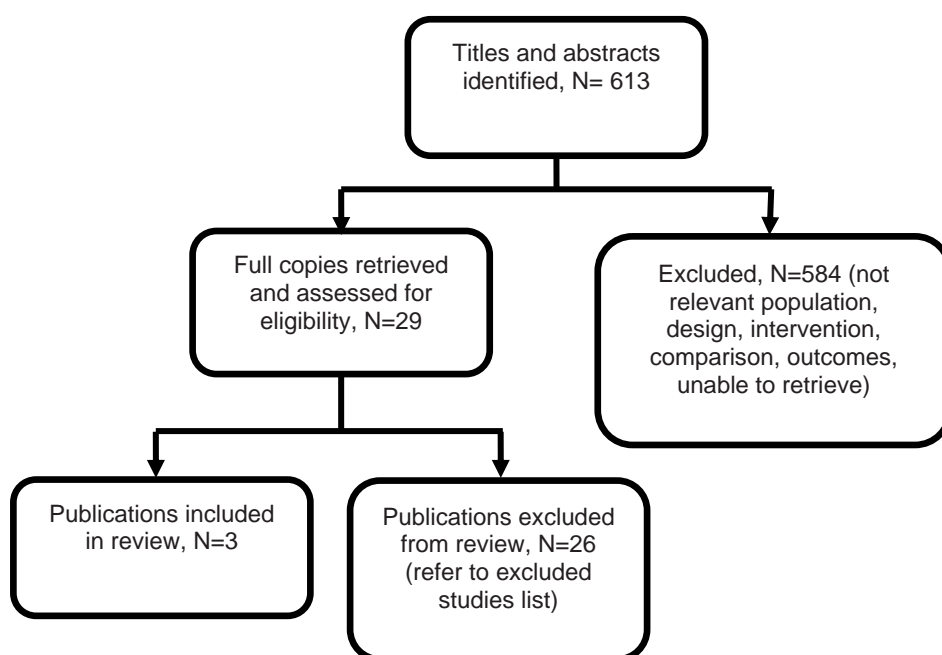 Titles and abstracts
identified, N= 613
Full copies retrieved
and assessed for
eligibility, N=29
Excluded, N=584 (not
relevant population,
design, intervention,
comparison, outcomes,
unable to retrieve)
Publications included
in review, N=3
Publications excluded
from review, N=26
(refer to excluded
studies list)